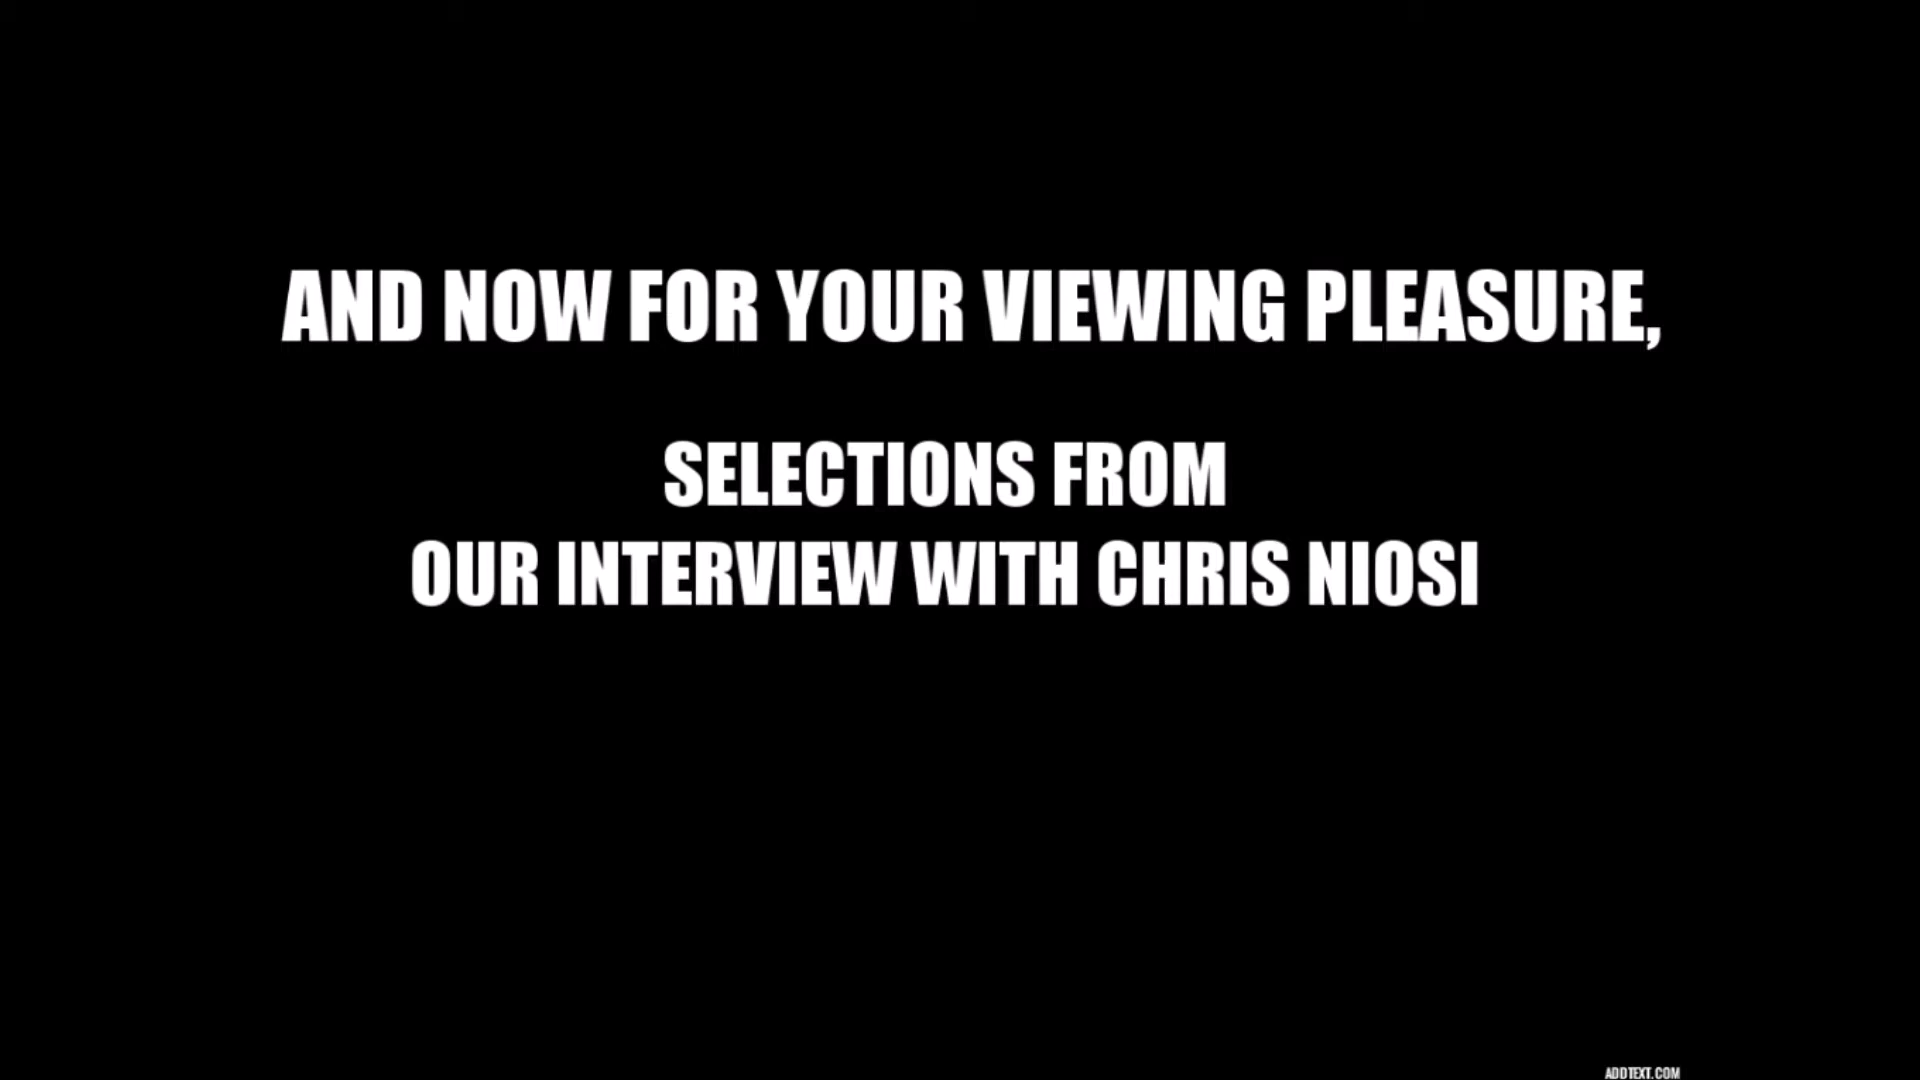 AND NOW FOR YOUR VIEWING PLEASURE,
SELECTIONS FROM
OUR INTERVIEW WITH CHRIS NIOSI
ADDTEXT.COM